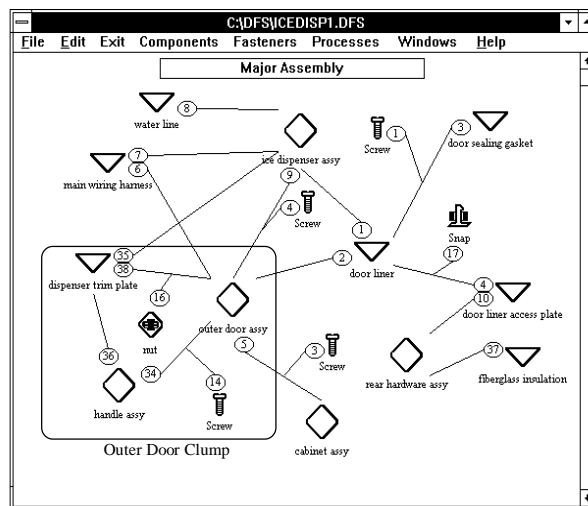 C:\DFS\ICEDISP1.DFS
File Edit Exit Components Fasteners Processes Windows Help
Major Assembly
8
water line
ice dispenser assy
1
Screw
3
door sealing gasket
7
6
main wiring harness
9
4
Screw
1
Snap
17
35
38
dispenser trim plate
2
door liner
4
10
door liner access plate
16
nut
outer door assy
5
3
Screw
36
34
14
handle assy
Screw
rear hardware assy
37
fiberglass insulation
Outer Door Clump
cabinet assy